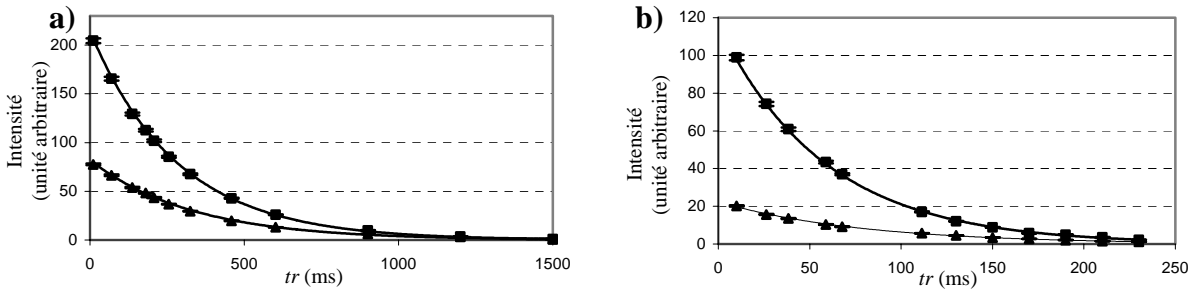 a)
Intensité
(unité arbitraire)
200
150
100
50
0
0 500 1000 1500
tr (ms)
b)
Intensité
(unité arbitraire)
120
100
80
60
40
20
0
0 50 100 150 200 250
tr (ms)